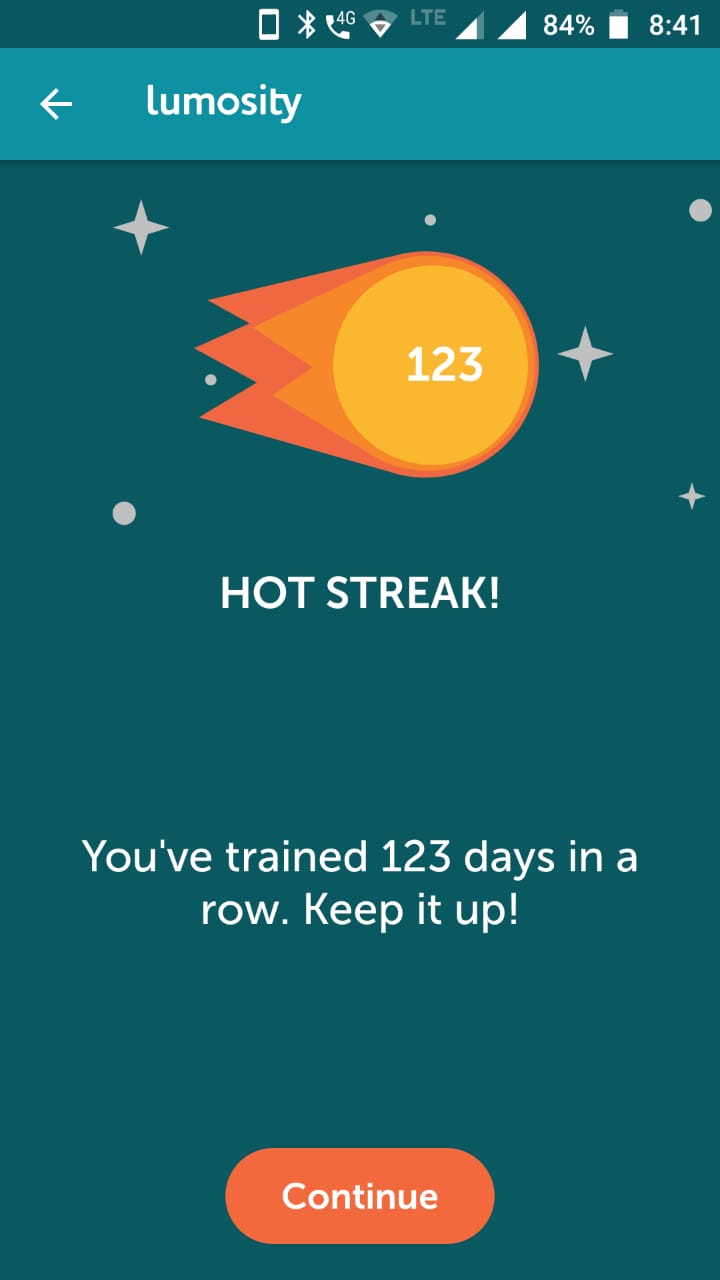 4G LTE 84% 8:41
lumosity
123
HOT STREAK!
You've trained 123 days in a
row. Keep it up!
Continue